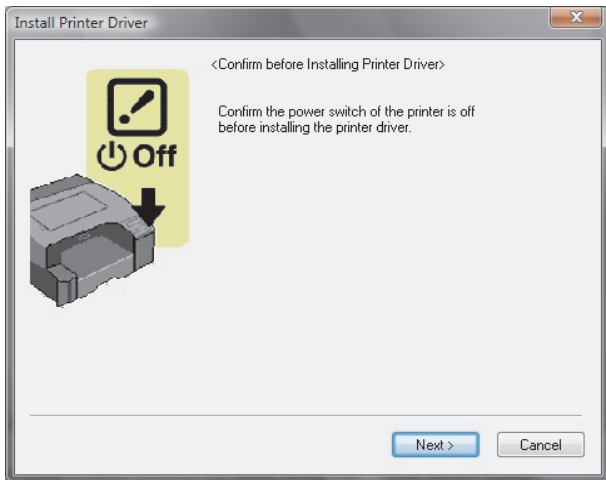 Install Printer Driver
<Confirm before Installing Printer Driver>
Confirm the power switch of the printer is off
before installing the printer driver.
Off
Next >
Cancel